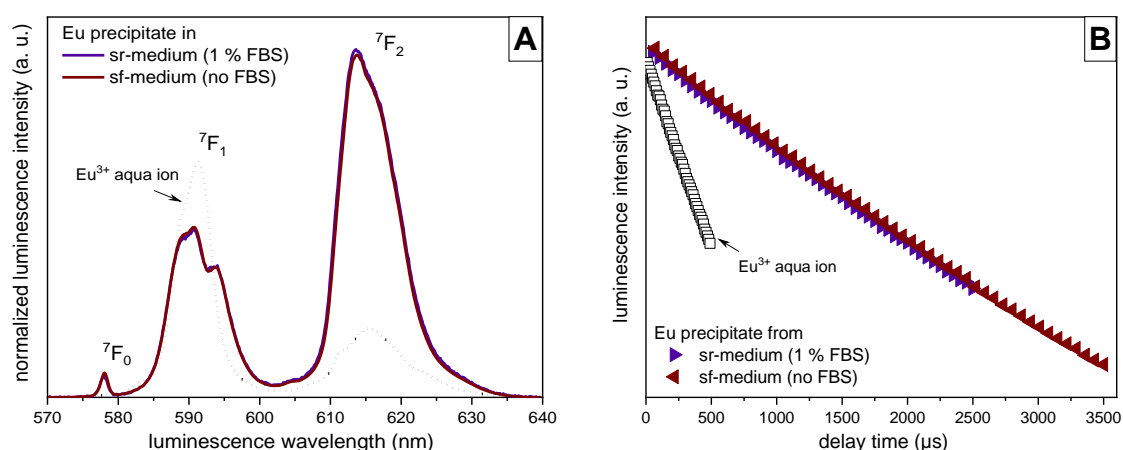 Eu precipitate in
sr-medium (1 % FBS)
sf-medium (no FBS)
A
⁷F₂
⁷F₁
Eu³⁺ aqua ion
⁷F₀
normalized luminescence intensity (a. u.)
570 580 590 600 610 620 630 640
luminescence wavelength (nm)
B
luminescence intensity (a. u.)
Eu³⁺ aqua ion
Eu precipitate from
sr-medium (1 % FBS)
sf-medium (no FBS)
0 500 1000 1500 2000 2500 3000 3500
delay time (µs)